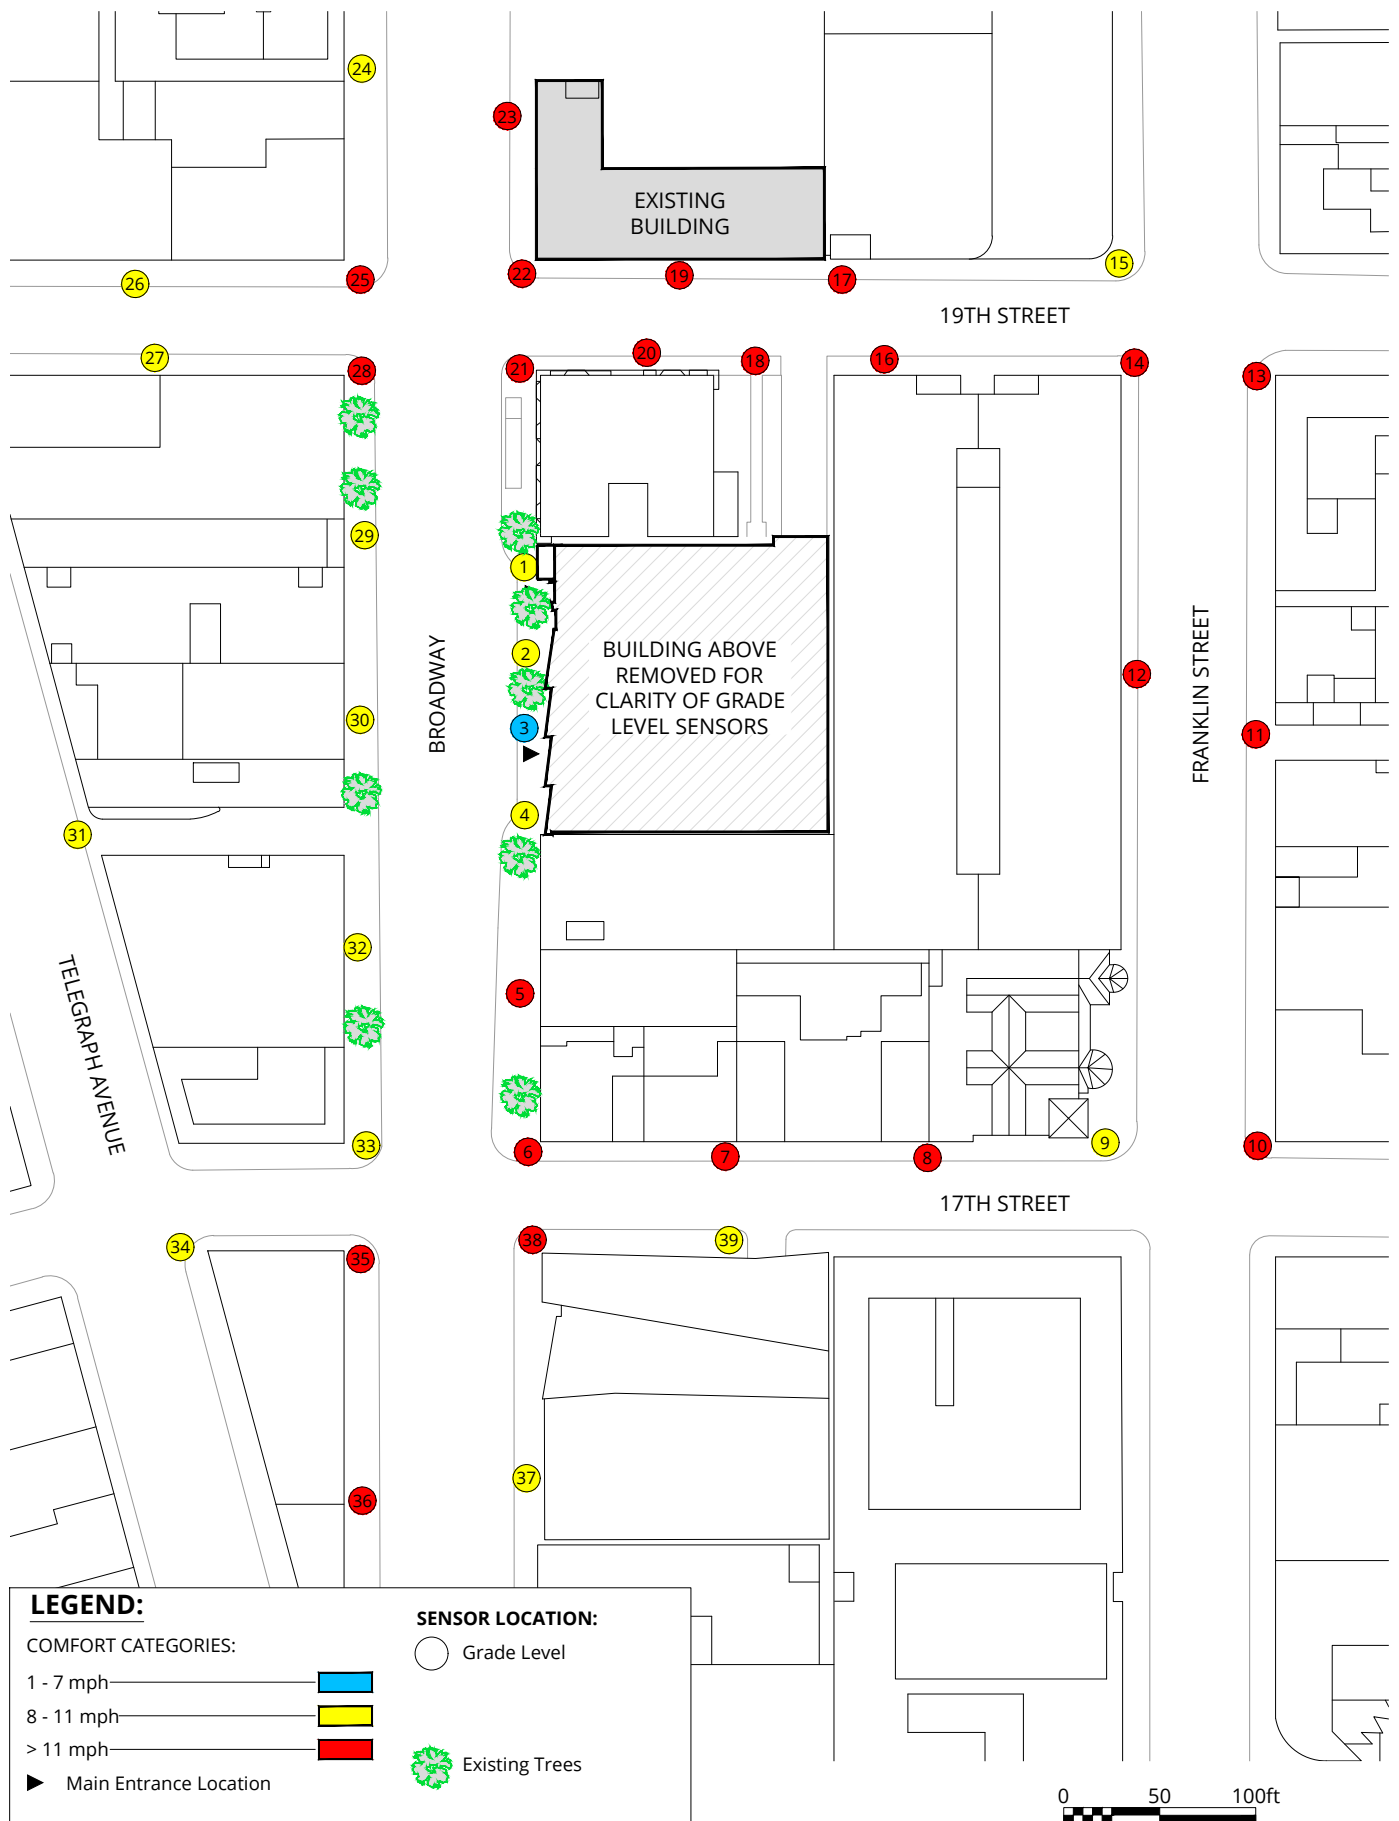 24
23
EXISTING
BUILDING
15
22
19
17
25
26
19TH STREET
27
28
21
20
18
16
14
13
29
1
2
BUILDING ABOVE
REMOVED FOR
CLARITY OF GRADE
LEVEL SENSORS
BROADWAY
FRANKLIN STREET
12
30
3
11
4
31
32
5
TELEGRAPH AVENUE
33
6
7
8
9
10
17TH STREET
34
35
38
39
37
36
LEGEND:
COMFORT CATEGORIES:
1 - 7 mph
8 - 11 mph
> 11 mph
Main Entrance Location
SENSOR LOCATION:
Grade Level
Existing Trees
0 50 100ft